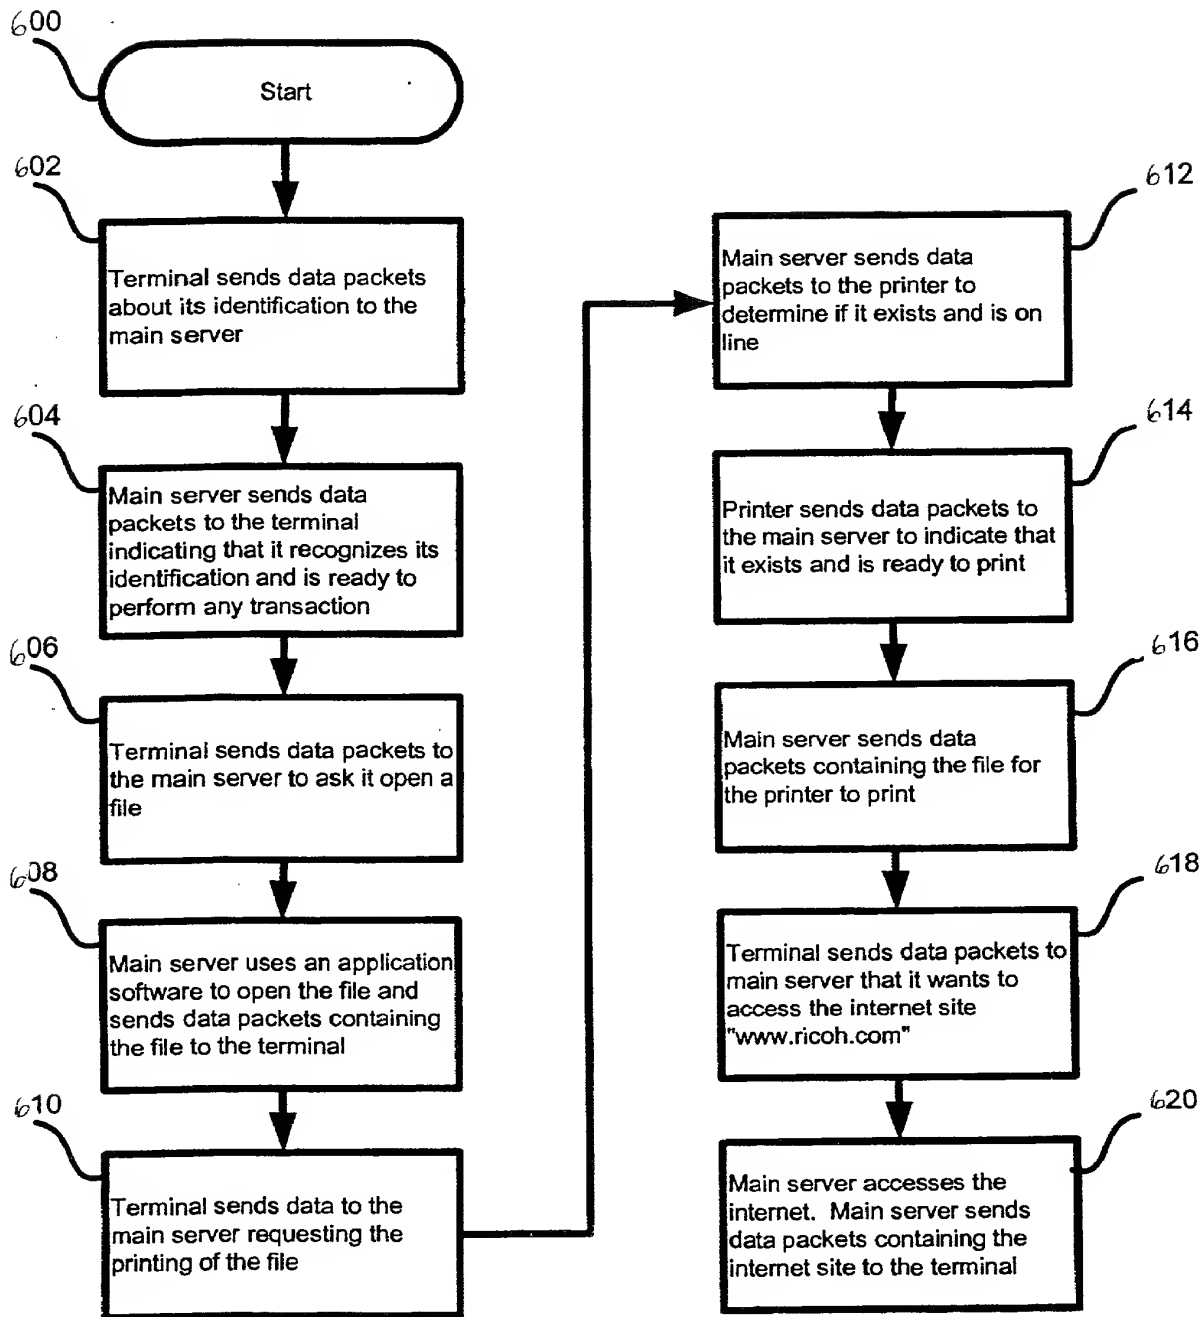 600
Start
602
Terminal sends data packets
about its identification to the
main server
604
Main server sends data
packets to the terminal
indicating that it recognizes its
identification and is ready to
perform any transaction
606
Terminal sends data packets to
the main server to ask it open a
file
608
Main server uses an application
software to open the file and
sends data packets containing
the file to the terminal
610
Terminal sends data to the
main server requesting the
printing of the file
612
Main server sends data
packets to the printer to
determine if it exists and is on
line
614
Printer sends data packets to
the main server to indicate that
it exists and is ready to print
616
Main server sends data
packets containing the file for
the printer to print
618
Terminal sends data packets to
main server that it wants to
access the internet site
"www.ricoh.com"
620
Main server accesses the
internet. Main server sends
data packets containing the
internet site to the terminal